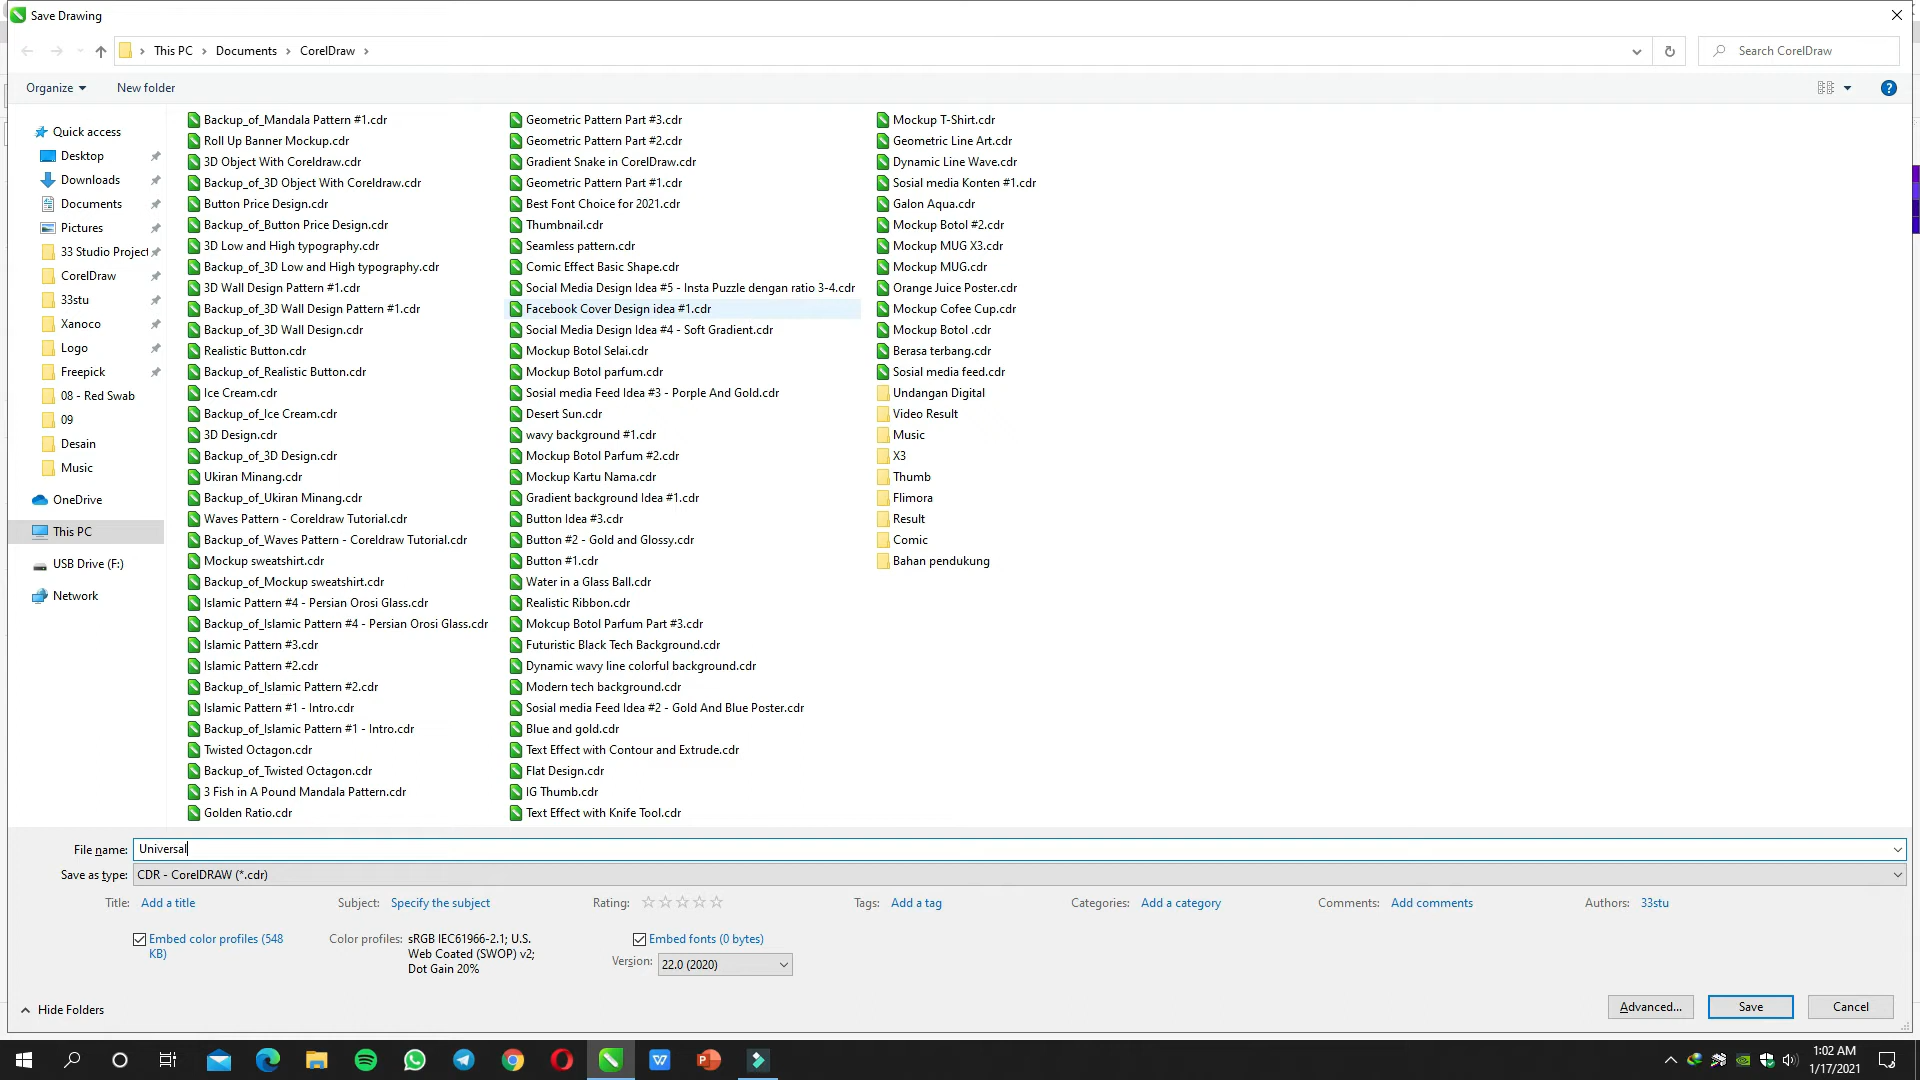 Save Drawing
This PC
Documents
CorelDraw
Search CorelDraw
Organize
New folder
Quick access
Desktop
Downloads
Documents
Pictures
33 Studio Project
CorelDraw
33stu
Xanoco
Logo
Freepick
08 - Red Swab
09
Desain
Music
OneDrive
This PC
USB Drive (F:)
Network
Backup_of_Mandala Pattern #1.cdr
Roll Up Banner Mockup.cdr
3D Object With Coreldraw.cdr
Backup_of_3D Object With Coreldraw.cdr
Button Price Design.cdr
Backup_of_Button Price Design.cdr
3D Low and High typography.cdr
Backup_of_3D Low and High typography.cdr
3D Wall Design Pattern #1.cdr
Backup_of_3D Wall Design Pattern #1.cdr
Backup_of_3D Wall Design.cdr
Realistic Button.cdr
Backup_of_Realistic Button.cdr
Ice Cream.cdr
Backup_of_Ice Cream.cdr
3D Design.cdr
Backup_of_3D Design.cdr
Ukiran Minang.cdr
Backup_of_Ukiran Minang.cdr
Waves Pattern - Coreldraw Tutorial.cdr
Backup_of_Waves Pattern - Coreldraw Tutorial.cdr
Mockup sweatshirt.cdr
Backup_of_Mockup sweatshirt.cdr
Islamic Pattern #4 - Persian Orosi Glass.cdr
Backup_of_Islamic Pattern #4 - Persian Orosi Glass.cdr
Islamic Pattern #3.cdr
Islamic Pattern #2.cdr
Backup_of_Islamic Pattern #2.cdr
Islamic Pattern #1 - Intro.cdr
Backup_of_Islamic Pattern #1 - Intro.cdr
Twisted Octagon.cdr
Backup_of_Twisted Octagon.cdr
3 Fish in A Pound Mandala Pattern.cdr
Golden Ratio.cdr
Geometric Pattern Part #3.cdr
Geometric Pattern Part #2.cdr
Gradient Snake in CorelDraw.cdr
Geometric Pattern Part #1.cdr
Best Font Choice for 2021.cdr
Thumbnail.cdr
Seamless pattern.cdr
Comic Effect Basic Shape.cdr
Social Media Design Idea #5 - Insta Puzzle dengan ratio 3-4.cdr
Facebook Cover Design idea #1.cdr
Social Media Design Idea #4 - Soft Gradient.cdr
Mockup Botol Selai.cdr
Mockup Botol parfum.cdr
Sosial media Feed Idea #3 - Porple And Gold.cdr
Desert Sun.cdr
wavy background #1.cdr
Mockup Botol Parfum #2.cdr
Mockup Kartu Nama.cdr
Gradient background Idea #1.cdr
Button Idea #3.cdr
Button #2 - Gold and Glossy.cdr
Button #1.cdr
Water in a Glass Ball.cdr
Realistic Ribbon.cdr
Mokcup Botol Parfum Part #3.cdr
Futuristic Black Tech Background.cdr
Dynamic wavy line colorful background.cdr
Modern tech background.cdr
Sosial media Feed Idea #2 - Gold And Blue Poster.cdr
Blue and gold.cdr
Text Effect with Contour and Extrude.cdr
Flat Design.cdr
IG Thumb.cdr
Text Effect with Knife Tool.cdr
Mockup T-Shirt.cdr
Geometric Line Art.cdr
Dynamic Line Wave.cdr
Sosial media Konten #1.cdr
Galon Aqua.cdr
Mockup Botol #2.cdr
Mockup MUG X3.cdr
Mockup MUG.cdr
Orange Juice Poster.cdr
Mockup Cofee Cup.cdr
Mockup Botol .cdr
Berasa terbang.cdr
Sosial media feed.cdr
Undangan Digital
Video Result
Music
X3
Thumb
Flimora
Result
Comic
Bahan pendukung
File name: Universal
Save as type: CDR - CorelDRAW (*.cdr)
Title: Add a title
Subject: Specify the subject
Rating:
Tags: Add a tag
Categories: Add a category
Comments: Add comments
Authors: 33stu
Embed color profiles (548
KB)
Color profiles: sRGB IEC61966-2.1; U.S.
Web Coated (SWOP) v2;
Dot Gain 20%
Embed fonts (0 bytes)
Version: 22.0 (2020)
Hide Folders
Advanced...
Save
Cancel
1:02 AM
1/17/2021